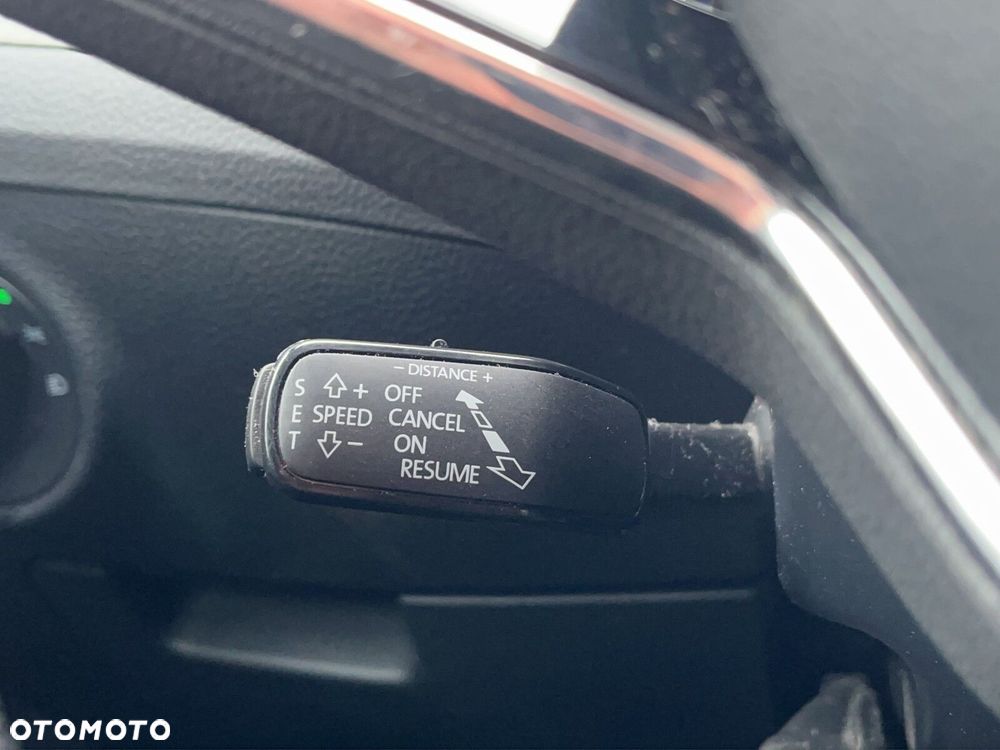 − DISTANCE +
S + OFF
E SPEED CANCEL
T − ON
RESUME
OTOMOTO